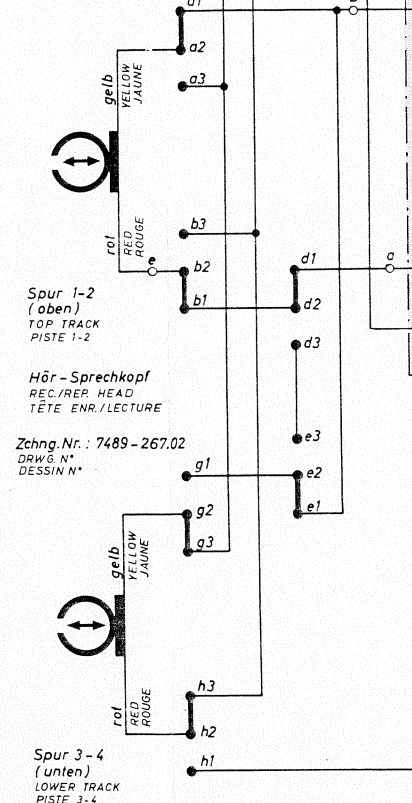 d1
a2
gelb
YELLOW
JAUNE
a3
rot
RED
ROUGE
b3
e
b2
b1
d1
a
d2
d3
e3
Spur 1-2
(oben)
TOP TRACK
PISTE 1-2
Hör-Sprechkopf
REC./REP. HEAD
TÊTE ENR./LECTURE
Zchng. Nr.: 7489-267.02
DRWG. N°
DESSIN N°
g1
e2
g2
e1
g3
gelb
YELLOW
JAUNE
h3
rot
RED
ROUGE
h2
h1
Spur 3-4
(unten)
LOWER TRACK
PISTE 3-4